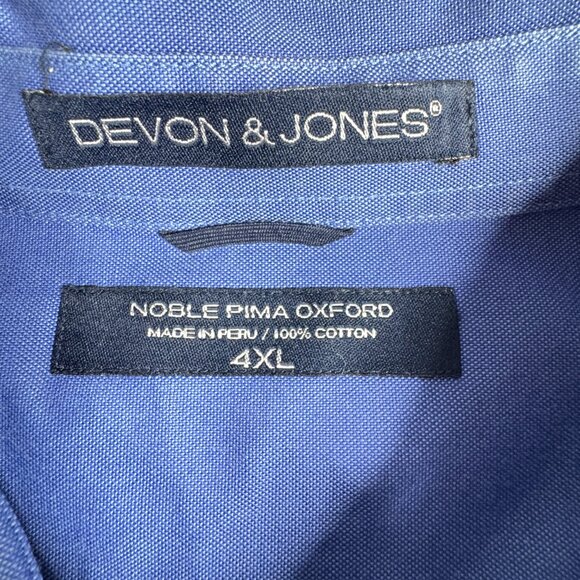 DEVON & JONES®
NOBLE PIMA OXFORD
MADE IN PERU / 100% COTTON
4XL